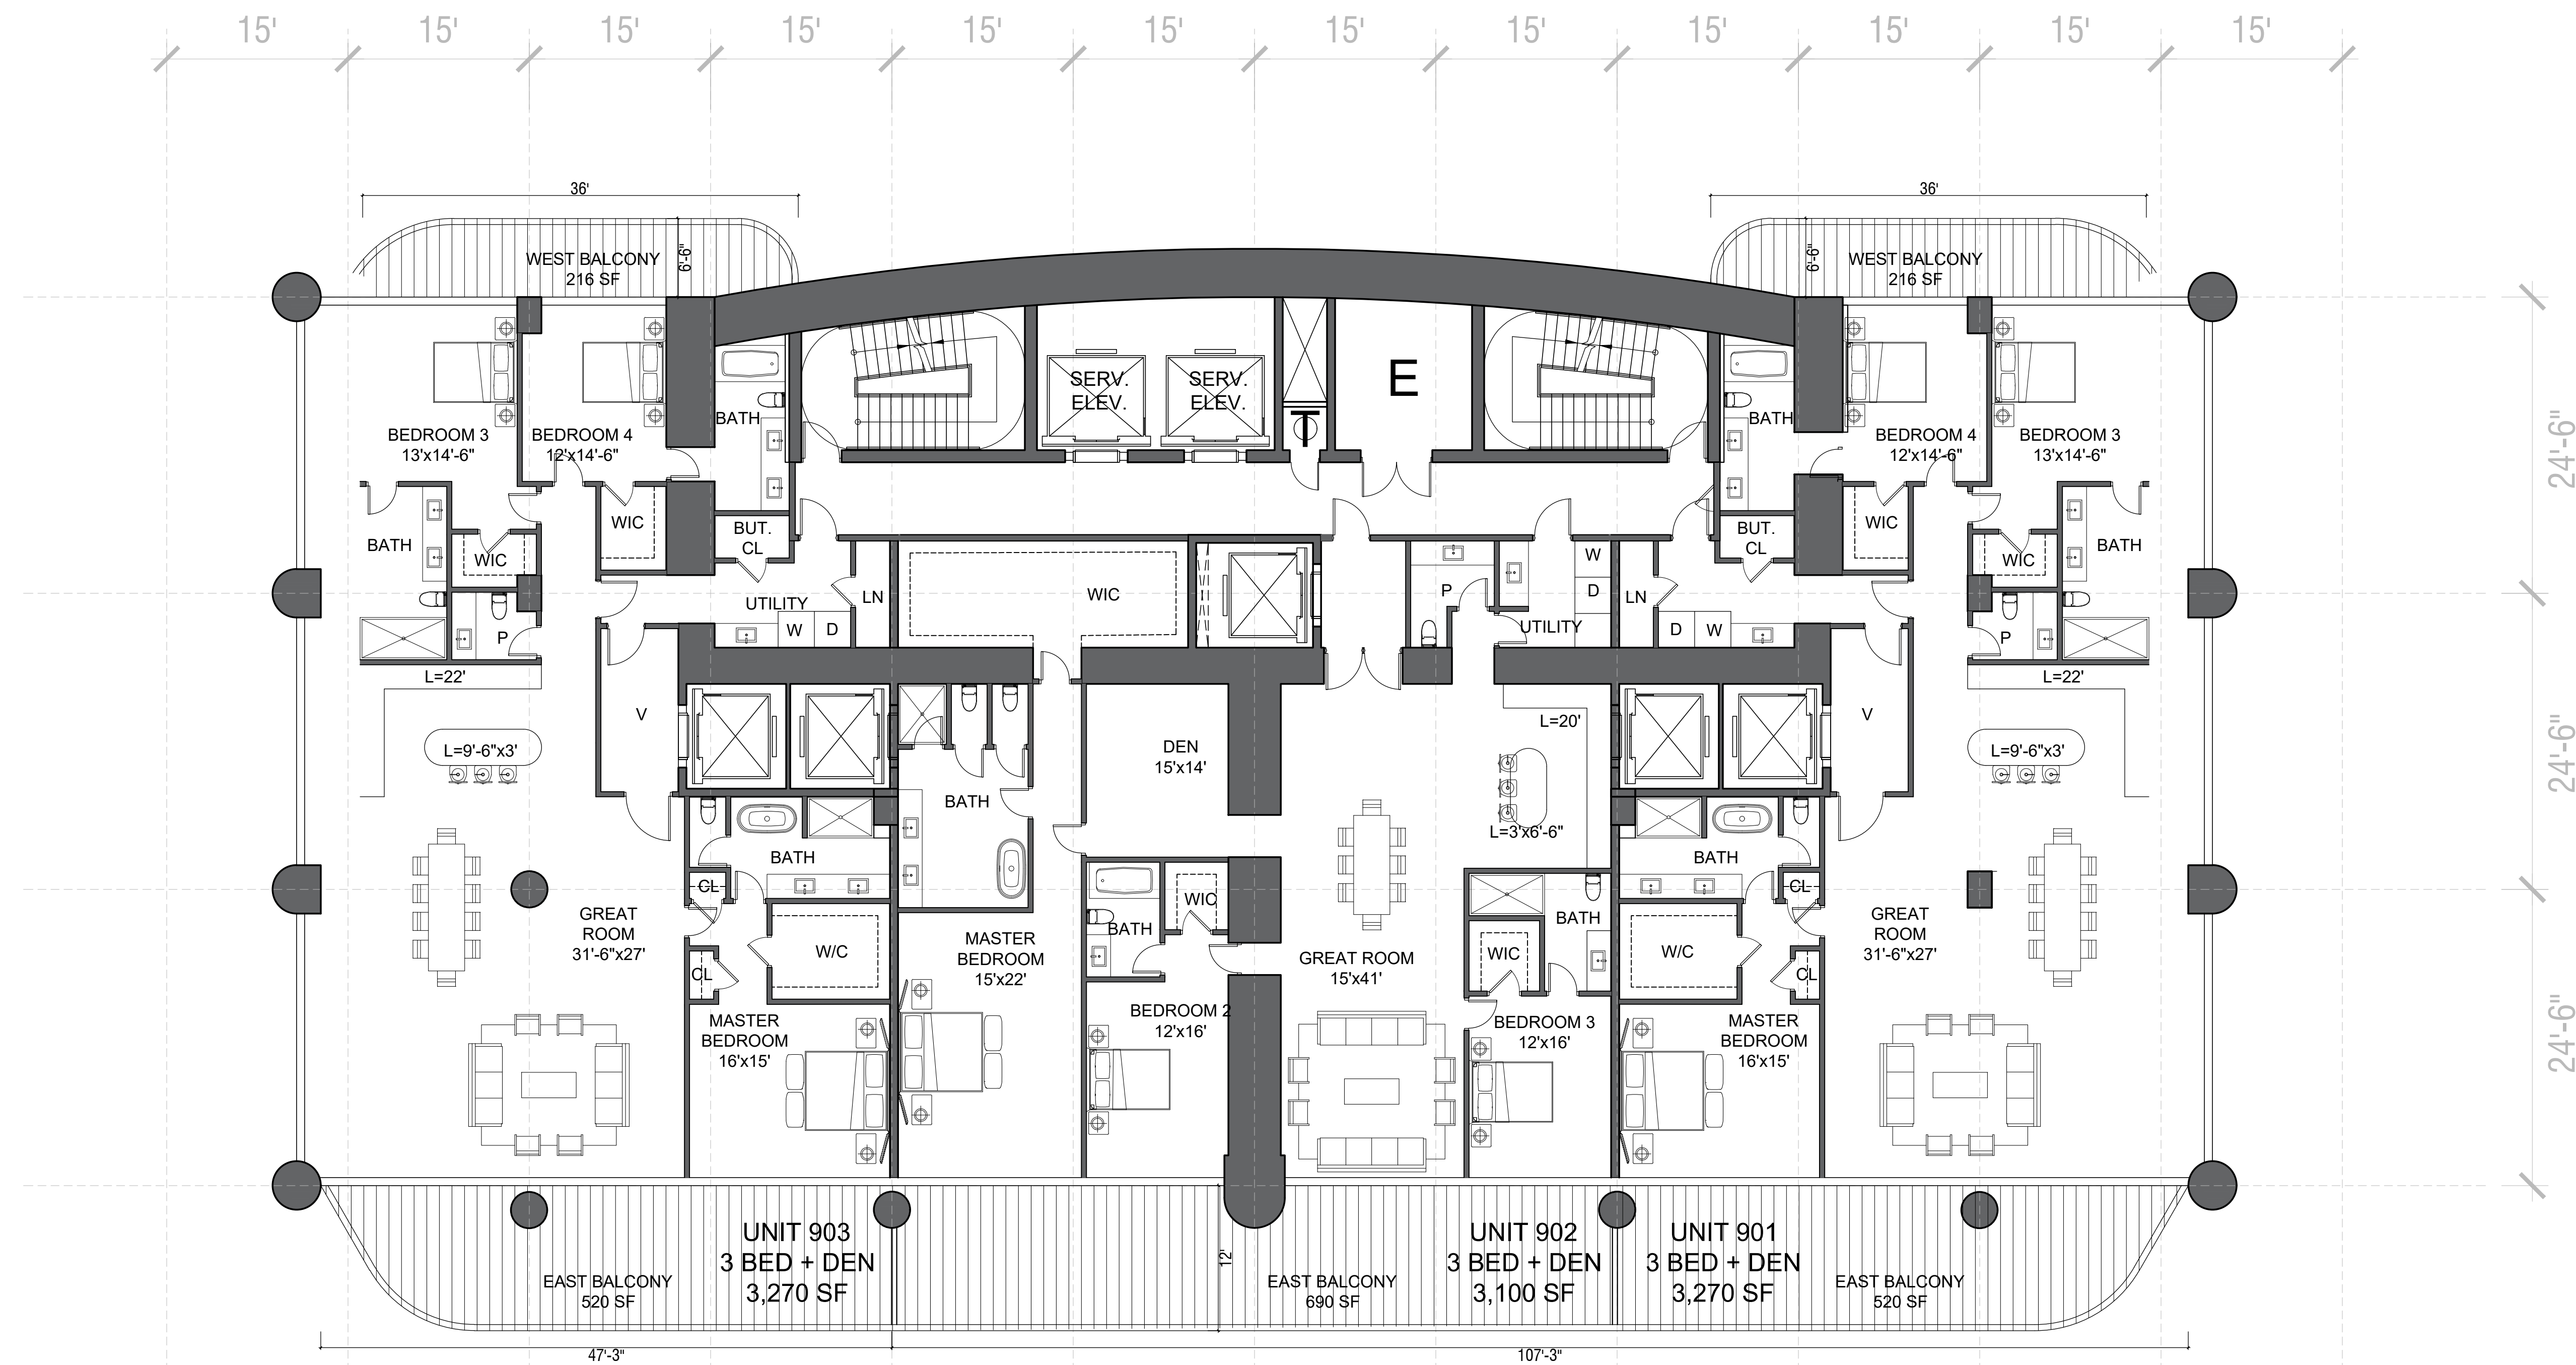 15' 15' 15' 15' 15' 15' 15' 15' 15' 15' 15' 15'
36' 36'
6'-6" 6'-6"
WEST BALCONY
216 SF
WEST BALCONY
216 SF
24'-6"
24'-6"
24'-6"
BEDROOM 3
13'x14'-6"
BEDROOM 4
12'x14'-6"
BATH
SERV.
ELEV.
SERV.
ELEV.
T
E
BATH
BEDROOM 4
12'x14'-6"
BEDROOM 3
13'x14'-6"
BATH
WIC
WIC
BUT.
CL
UTILITY
W D
LN
WIC
P
W
D
UTILITY
LN
D W
BUT.
CL
WIC
WIC
BATH
P
P
L=22'
L=22'
V
V
L=9'-6"x3'
L=9'-6"x3'
DEN
15'x14'
L=20'
L=3'x6'-6"
BATH
BATH
CL
CL
W/C
GREAT
ROOM
31'-6"x27'
MASTER
BEDROOM
16'x15'
MASTER
BEDROOM
15'x22'
BATH
WIC
BEDROOM 2
12'x16'
GREAT ROOM
15'x41'
WIC
BATH
BEDROOM 3
12'x16'
BATH
CL
CL
W/C
MASTER
BEDROOM
16'x15'
GREAT
ROOM
31'-6"x27'
EAST BALCONY
520 SF
UNIT 903
3 BED + DEN
3,270 SF
12'
EAST BALCONY
690 SF
UNIT 902
3 BED + DEN
3,100 SF
UNIT 901
3 BED + DEN
3,270 SF
EAST BALCONY
520 SF
47'-3" 107'-3"